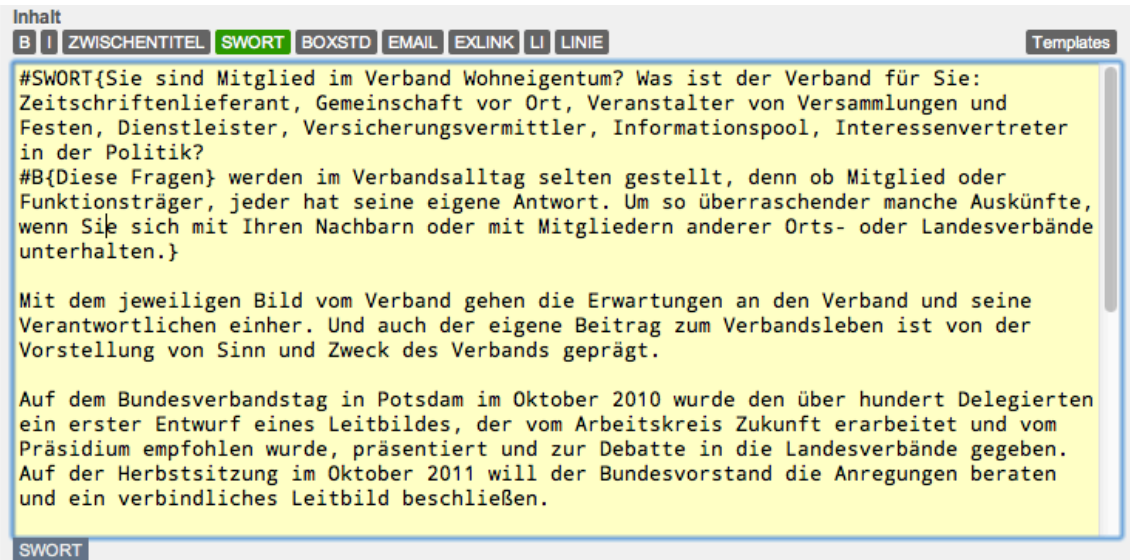 Inhalt
B I ZWISCHENTITEL SWORT BOXSTD EMAIL EXLINK LI LINIE Templates
#SWORT{Sie sind Mitglied im Verband Wohneigentum? Was ist der Verband für Sie:
Zeitschriftenlieferant, Gemeinschaft vor Ort, Veranstalter von Versammlungen und
Festen, Dienstleister, Versicherungsvermittler, Informationspool, Interessenvertreter
in der Politik?
#B{Diese Fragen} werden im Verbandsalltag selten gestellt, denn ob Mitglied oder
Funktionsträger, jeder hat seine eigene Antwort. Um so überraschender manche Auskünfte,
wenn Sie sich mit Ihren Nachbarn oder mit Mitgliedern anderer Orts- oder Landesverbände
unterhalten.}
Mit dem jeweiligen Bild vom Verband gehen die Erwartungen an den Verband und seine
Verantwortlichen einher. Und auch der eigene Beitrag zum Verbandsleben ist von der
Vorstellung von Sinn und Zweck des Verbands geprägt.
Auf dem Bundesverbandstag in Potsdam im Oktober 2010 wurde den über hundert Delegierten
ein erster Entwurf eines Leitbildes, der vom Arbeitskreis Zukunft erarbeitet und vom
Präsidium empfohlen wurde, präsentiert und zur Debatte in die Landesverbände gegeben.
Auf der Herbstsitzung im Oktober 2011 will der Bundesvorstand die Anregungen beraten
und ein verbindliches Leitbild beschließen.
SWORT